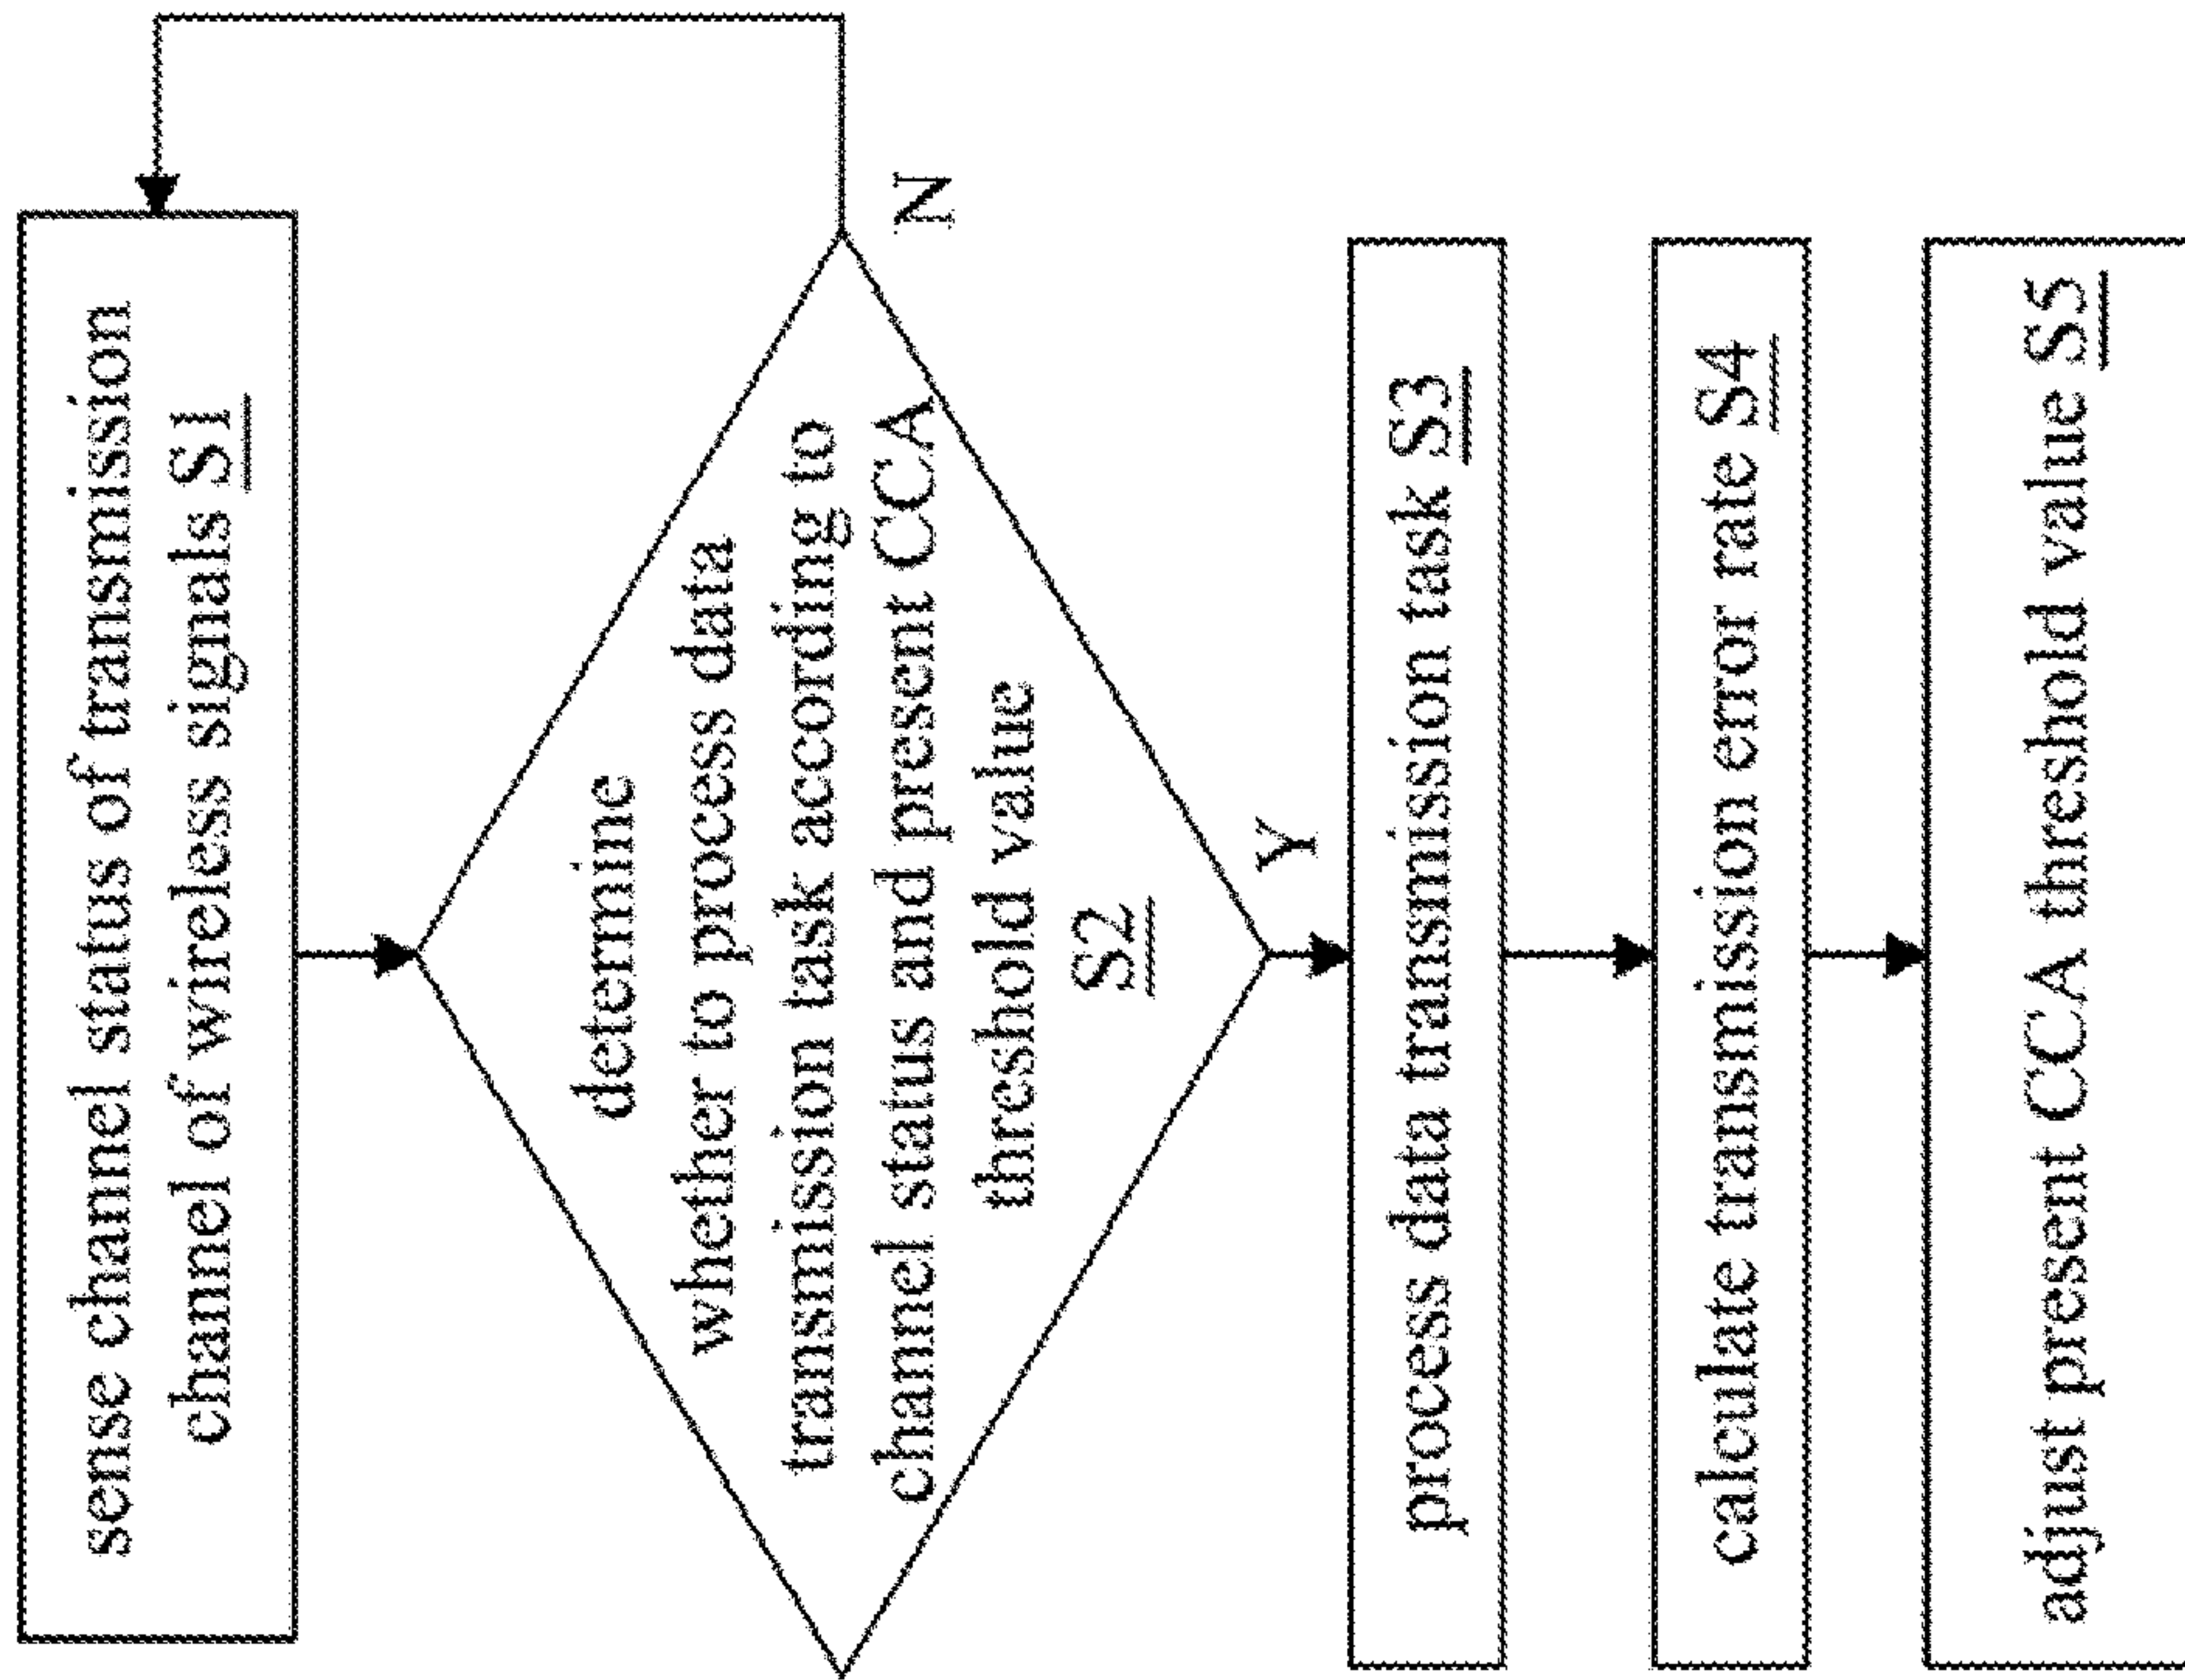 sense channel status of transmission
channel of wireless signals S1
determine
whether to process data
transmission task according to
channel status and present CCA
threshold value
S2
N
Y
process data transmission task S3
calculate transmission error rate S4
adjust present CCA threshold value S5